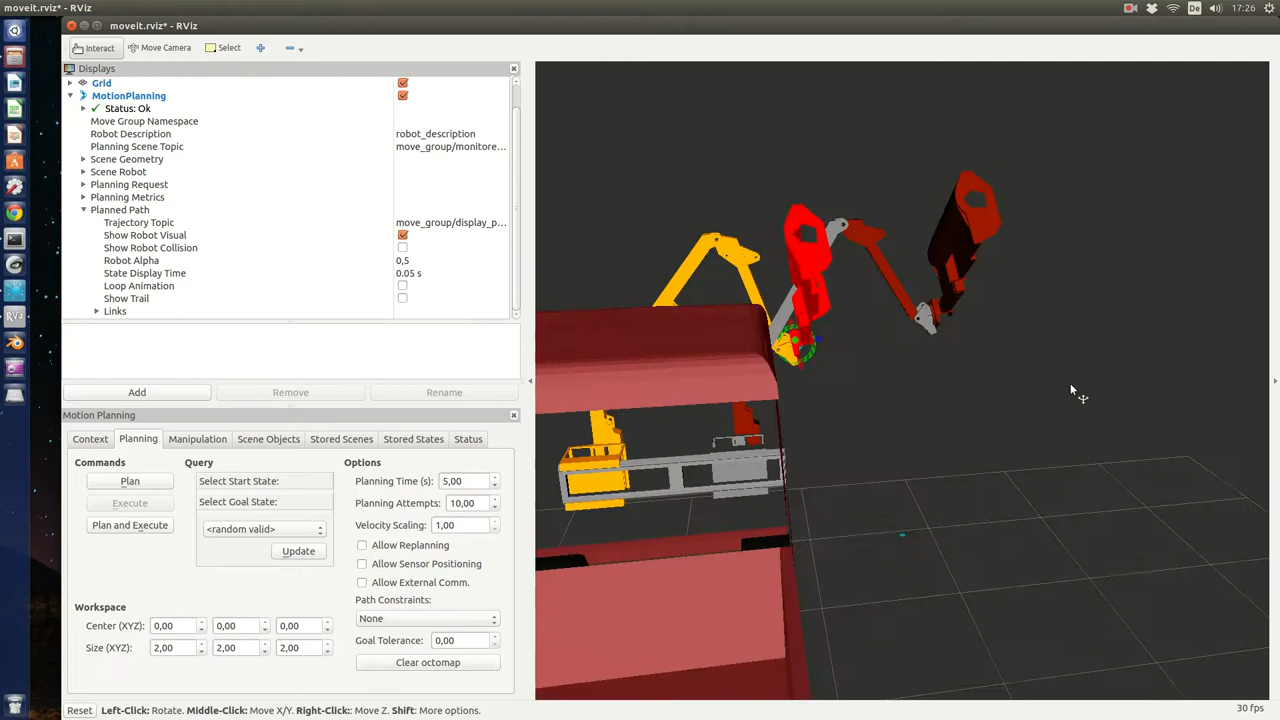 moveit.rviz* - RViz
De
17:26
moveit.rviz* - RViz
Interact
Move Camera
Select
Displays
Grid
MotionPlanning
Status: Ok
Move Group Namespace
Robot Description robot_description
Planning Scene Topic move_group/monitore...
Scene Geometry
Scene Robot
Planning Request
Planning Metrics
Planned Path
Trajectory Topic move_group/display_p...
Show Robot Visual
Show Robot Collision
Robot Alpha 0,5
State Display Time 0.05 s
Loop Animation
Show Trail
Links
Add Remove Rename
Motion Planning
Context Planning Manipulation Scene Objects Stored Scenes Stored States Status
Commands Query Options
Plan Select Start State: Planning Time (s): 5,00
Execute Select Goal State: Planning Attempts: 10,00
Plan and Execute <random valid> Velocity Scaling: 1,00
Update Allow Replanning
Allow Sensor Positioning
Allow External Comm.
Path Constraints:
Workspace None
Center (XYZ): 0,00 0,00 0,00 Goal Tolerance: 0,00
Size (XYZ): 2,00 2,00 2,00 Clear octomap
Reset Left-Click: Rotate. Middle-Click: Move X/Y. Right-Click:: Move Z. Shift: More options. 30 fps